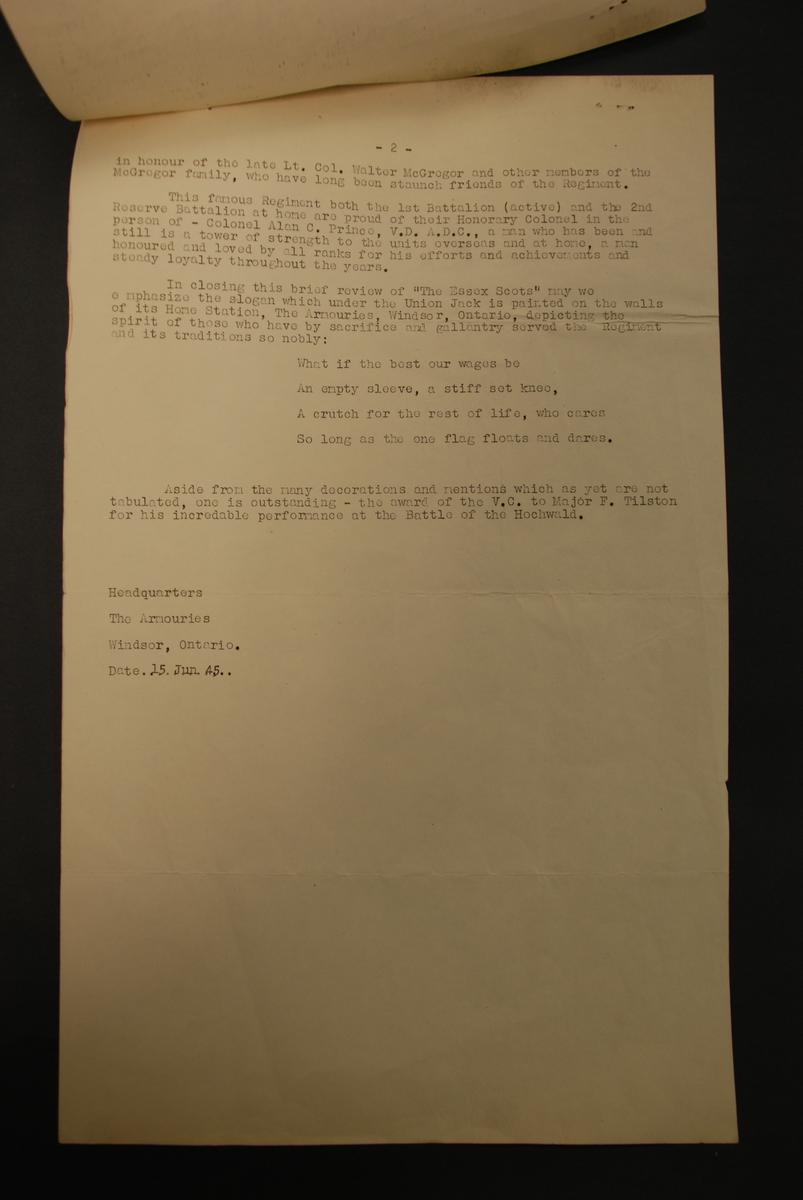 - 2 -
in honour of the late Lt. Col. Walter McGregor and other members of the
McGregor family, who have long been staunch friends of the Regiment.
This famous Regiment both the 1st Battalion (active) and the 2nd
Reserve Battalion at home are proud of their Honorary Colonel in the
person of - Colonel Alan C. Prince, V.D. A.D.C., a man who has been and
still is a tower of strength to the units overseas and at home, a man
honoured and loved by all ranks for his efforts and achievements and
steady loyalty throughout the years.
In closing this brief review of "The Essex Scots" may we
e mphasize the slogan which under the Union Jack is painted on the walls
of its Home Station, The Armouries, Windsor, Ontario, depicting the
spirit of those who have by sacrifice and gallantry served the Regiment
and its traditions so nobly:
What if the best our wages be
An empty sleeve, a stiff set knee,
A crutch for the rest of life, who cares
So long as the one flag floats and dares.
Aside from the many decorations and mentions which as yet are not
tabulated, one is outstanding - the award of the V.C. to Major F. Tilston
for his incredable performance at the Battle of the Hochwald.
Headquarters
The Armouries
Windsor, Ontario.
Date. 15. Jun. 45..